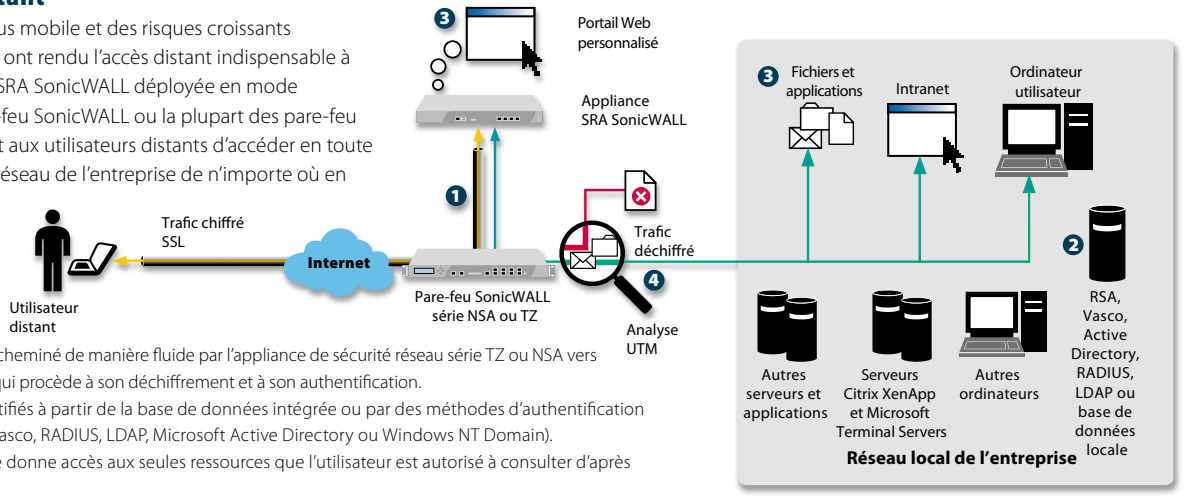 tant
us mobile et des risques croissants
ont rendu l'accès distant indispensable à
SRA SonicWALL déployée en mode
-feu SonicWALL ou la plupart des pare-feu
t aux utilisateurs distants d'accéder en toute
réseau de l'entreprise de n'importe où en
3
Portail Web
personnalisé
Appliance
SRA SonicWALL
1
Trafic chiffré
SSL
Internet
Utilisateur
distant
Pare-feu SonicWALL
série NSA ou TZ
Trafic
déchiffré
4
Analyse
UTM
3
Fichiers et
applications
Intranet
Ordinateur
utilisateur
2
RSA,
Vasco,
Active
Directory,
RADIUS,
LDAP ou
base de
données
locale
Autres
serveurs et
applications
Serveurs
Citrix XenApp
et Microsoft
Terminal Servers
Autres
ordinateurs
Réseau local de l'entreprise
cheminé de manière fluide par l'appliance de sécurité réseau série TZ ou NSA vers
qui procède à son déchiffrement et à son authentification.
tifiés à partir de la base de données intégrée ou par des méthodes d'authentification
asco, RADIUS, LDAP, Microsoft Active Directory ou Windows NT Domain).
e donne accès aux seules ressources que l'utilisateur est autorisé à consulter d'après